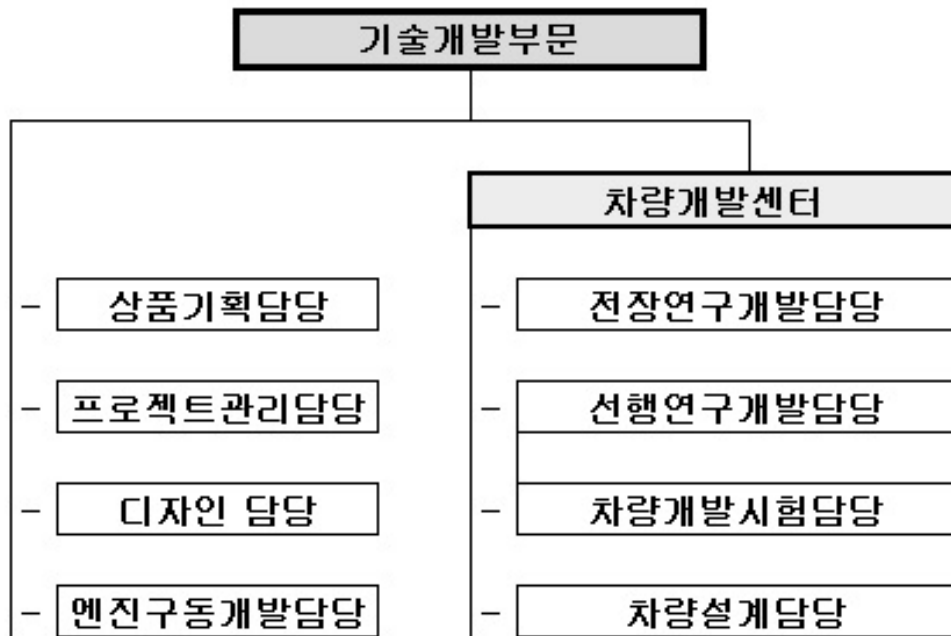 기술개발부문
차량개발센터
상품기획담당
전장연구개발담당
프로젝트관리담당
선행연구개발담당
디자인 담당
차량개발시험담당
엔진구동개발담당
차량설계담당